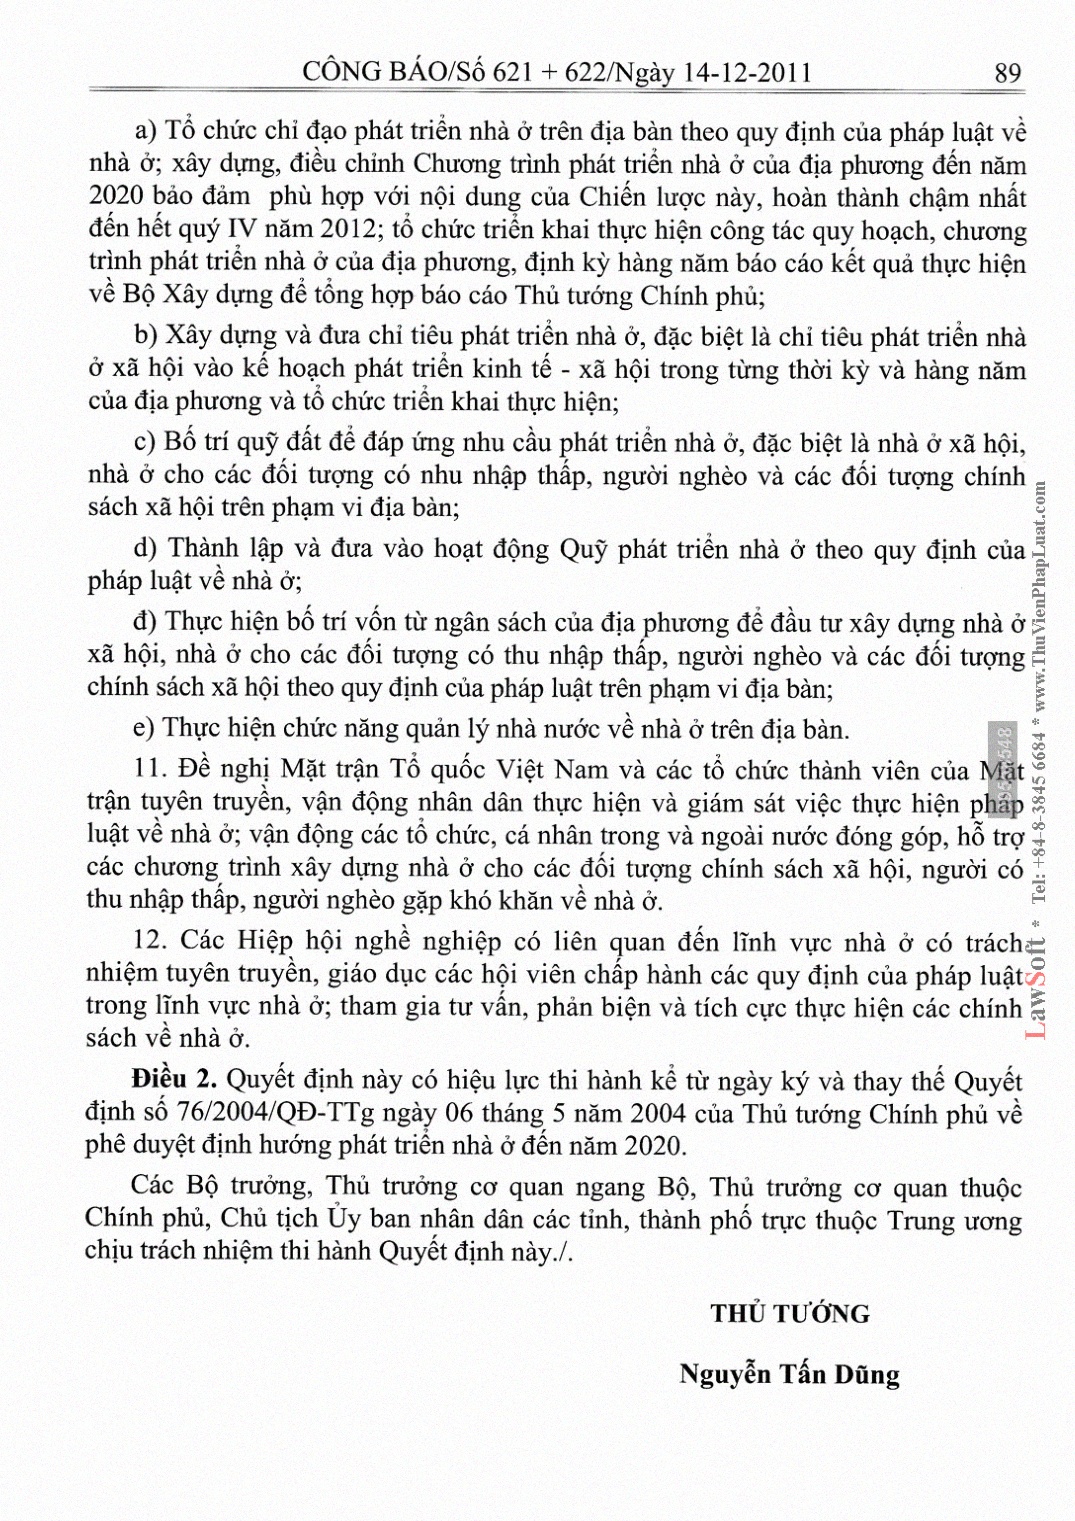 CÔNG BÁO/Số 621 + 622/Ngày 14-12-2011 89
a) Tổ chức chỉ đạo phát triển nhà ở trên địa bàn theo quy định của pháp luật về
nhà ở; xây dựng, điều chỉnh Chương trình phát triển nhà ở của địa phương đến năm
2020 bảo đảm phù hợp với nội dung của Chiến lược này, hoàn thành chậm nhất
đến hết quý IV năm 2012; tổ chức triển khai thực hiện công tác quy hoạch, chương
trình phát triển nhà ở của địa phương, định kỳ hàng năm báo cáo kết quả thực hiện
về Bộ Xây dựng để tổng hợp báo cáo Thủ tướng Chính phủ;
b) Xây dựng và đưa chỉ tiêu phát triển nhà ở, đặc biệt là chỉ tiêu phát triển nhà
ở xã hội vào kế hoạch phát triển kinh tế - xã hội trong từng thời kỳ và hàng năm
của địa phương và tổ chức triển khai thực hiện;
c) Bố trí quỹ đất để đáp ứng nhu cầu phát triển nhà ở, đặc biệt là nhà ở xã hội,
nhà ở cho các đối tượng có nhu nhập thấp, người nghèo và các đối tượng chính
sách xã hội trên phạm vi địa bàn;
d) Thành lập và đưa vào hoạt động Quỹ phát triển nhà ở theo quy định của
pháp luật về nhà ở;
đ) Thực hiện bố trí vốn từ ngân sách của địa phương để đầu tư xây dựng nhà ở
xã hội, nhà ở cho các đối tượng có thu nhập thấp, người nghèo và các đối tượng
chính sách xã hội theo quy định của pháp luật trên phạm vi địa bàn;
e) Thực hiện chức năng quản lý nhà nước về nhà ở trên địa bàn.
11. Đề nghị Mặt trận Tổ quốc Việt Nam và các tổ chức thành viên của Mặt
trận tuyên truyền, vận động nhân dân thực hiện và giám sát việc thực hiện pháp
luật về nhà ở; vận động các tổ chức, cá nhân trong và ngoài nước đóng góp, hỗ trợ
các chương trình xây dựng nhà ở cho các đối tượng chính sách xã hội, người có
thu nhập thấp, người nghèo gặp khó khăn về nhà ở.
12. Các Hiệp hội nghề nghiệp có liên quan đến lĩnh vực nhà ở có trách
nhiệm tuyên truyền, giáo dục các hội viên chấp hành các quy định của pháp luật
trong lĩnh vực nhà ở; tham gia tư vấn, phản biện và tích cực thực hiện các chính
sách về nhà ở.
Điều 2. Quyết định này có hiệu lực thi hành kể từ ngày ký và thay thế Quyết
định số 76/2004/QĐ-TTg ngày 06 tháng 5 năm 2004 của Thủ tướng Chính phủ về
phê duyệt định hướng phát triển nhà ở đến năm 2020.
Các Bộ trưởng, Thủ trưởng cơ quan ngang Bộ, Thủ trưởng cơ quan thuộc
Chính phủ, Chủ tịch Ủy ban nhân dân các tỉnh, thành phố trực thuộc Trung ương
chịu trách nhiệm thi hành Quyết định này./.
THỦ TƯỚNG
Nguyễn Tấn Dũng
LawSoft * Tel: +84-8-3845 6684 * www.ThuVienPhapLuat.com